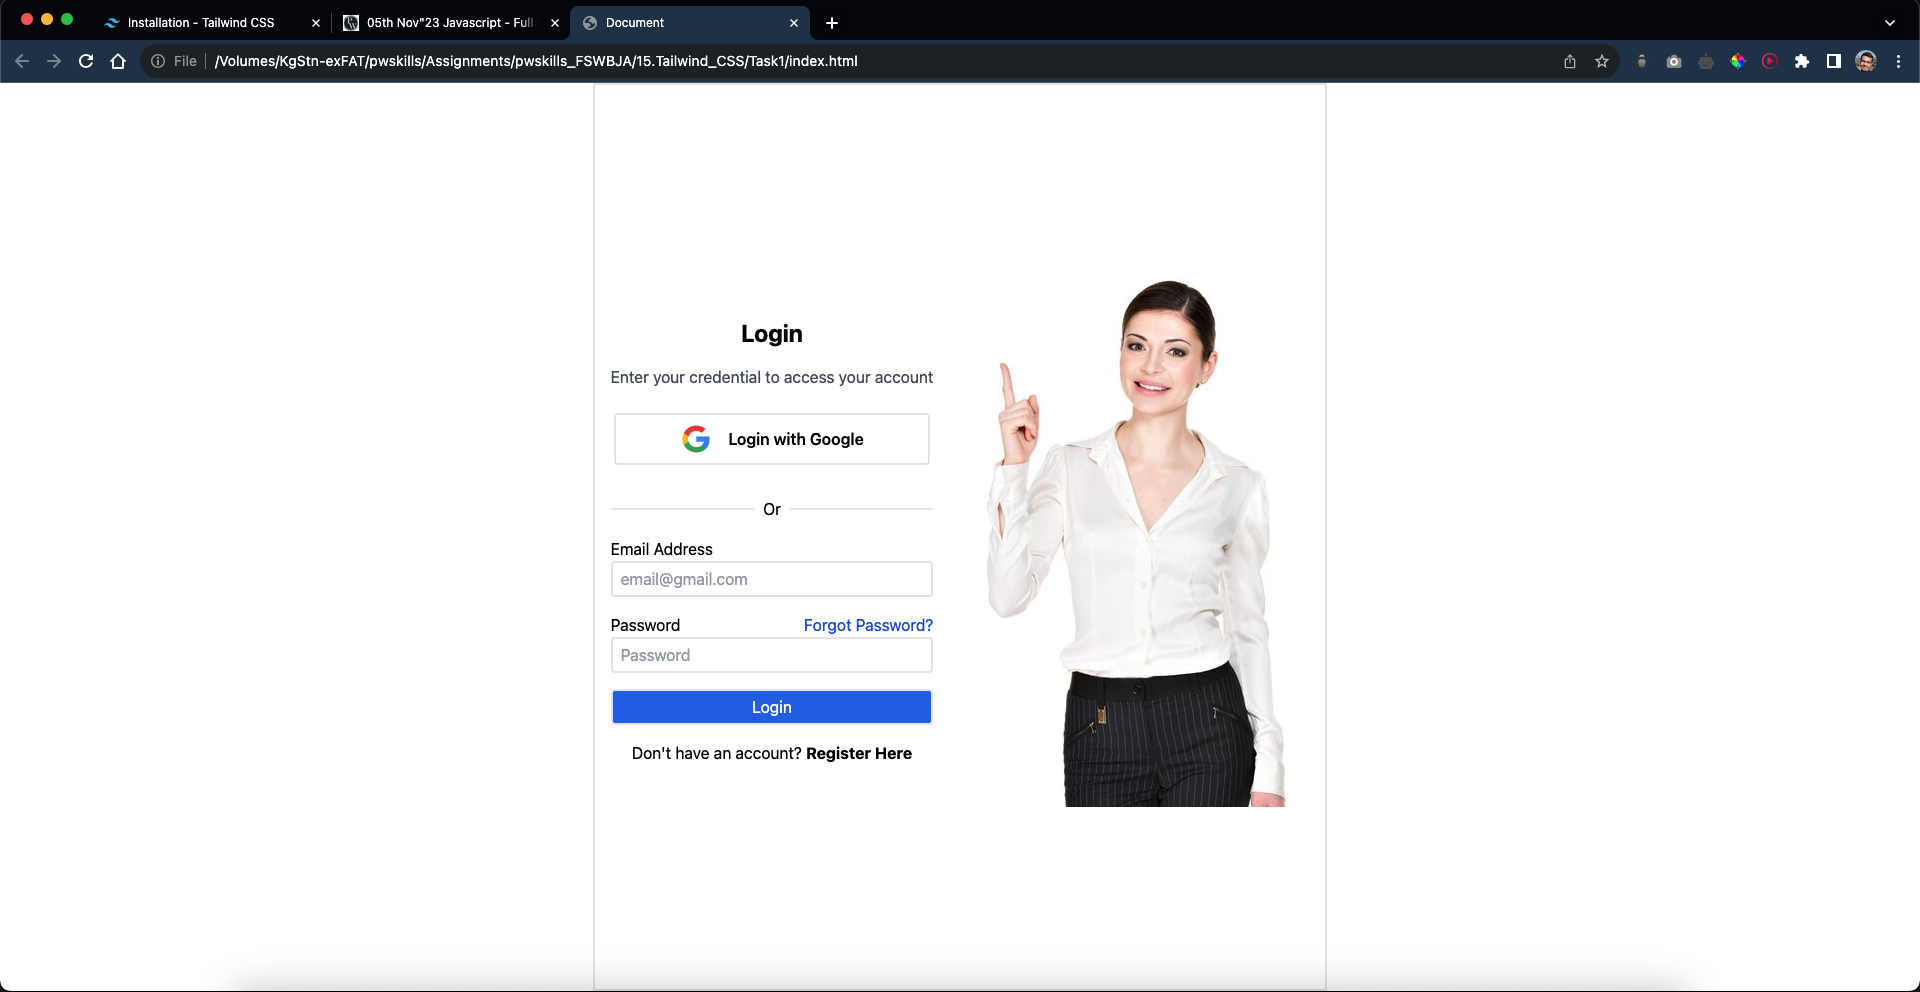 Installation - Tailwind CSS
05th Nov"23 Javascript - Full
Document
File
/Volumes/KgStn-exFAT/pwskills/Assignments/pwskills_FSWBJA/15.Tailwind_CSS/Task1/index.html
Login
Enter your credential to access your account
Login with Google
Or
Email Address
email@gmail.com
Password
Forgot Password?
Password
Login
Don't have an account? Register Here